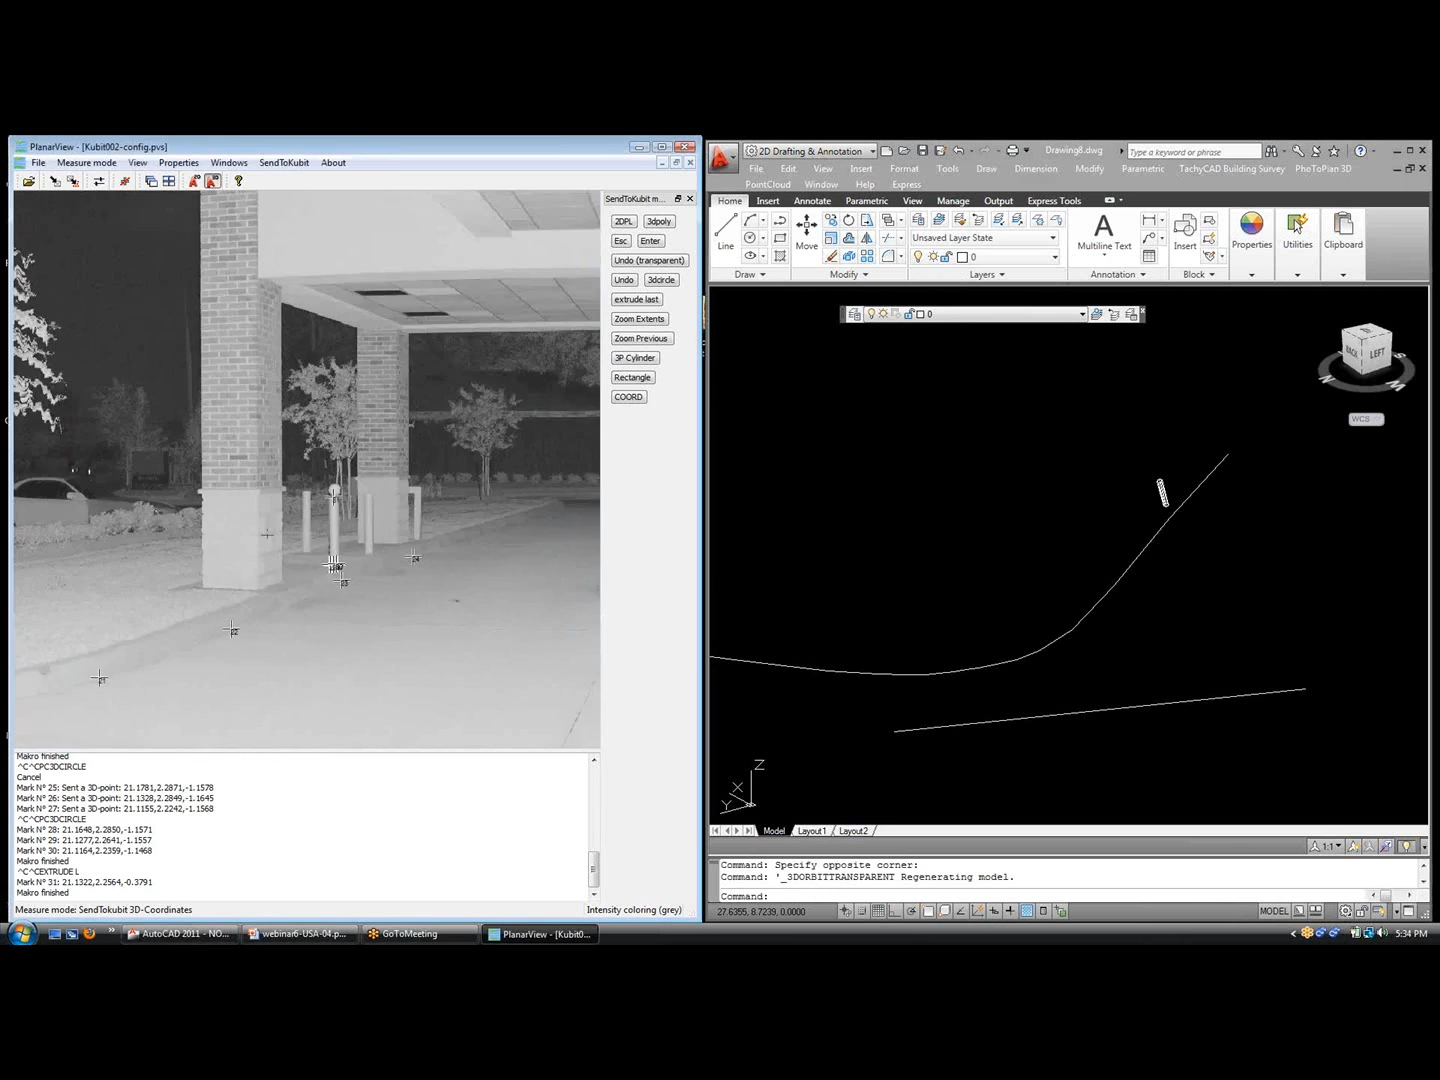 PlanarView - [Kubit002-config.pvs]
File Measure mode View Properties Windows SendToKubit About
SendToKubit m...
2DPL 3dpoly
Esc Enter
Undo (transparent)
Undo 3dcircle
extrude last
Zoom Extents
Zoom Previous
3P Cylinder
Rectangle
COORD
24
22
21
Makro finished
^C^CPC3DCIRCLE
Cancel
Mark N° 25: Sent a 3D-point: 21.1781,2.2871,-1.1578
Mark N° 26: Sent a 3D-point: 21.1328,2.2849,-1.1645
Mark N° 27: Sent a 3D-point: 21.1155,2.2242,-1.1568
^C^CPC3DCIRCLE
Mark N° 28: 21.1648,2.2850,-1.1571
Mark N° 29: 21.1277,2.2641,-1.1557
Mark N° 30: 21.1164,2.2359,-1.1468
Makro finished
^C^CEXTRUDE L
Mark N° 31: 21.1322,2.2564,-0.3791
Makro finished
Measure mode: SendTokubit 3D-Coordinates
Intensity coloring (grey)
2D Drafting & Annotation
Drawing8.dwg
Type a keyword or phrase
File Edit View Insert Format Tools Draw Dimension Modify Parametric TachyCAD Building Survey PhoToPlan 3D
PointCloud Window Help Express
Home Insert Annotate Parametric View Manage Output Express Tools
Unsaved Layer State
0
Line
Move
Multiline Text
Insert
Properties
Utilities
Clipboard
Draw
Modify
Layers
Annotation
Block
0
BACK
LEFT
N
S
WCS
Z
X
Y
Model Layout1 Layout2
1:1
Command: Specify opposite corner:
Command: '_3DORBITTRANSPARENT Regenerating model.
Command:
27.6355, 8.7239, 0.0000
MODEL
AutoCAD 2011 - NO...
webinar6-USA-04.p...
GoToMeeting
PlanarView - [Kubit0...
5:34 PM